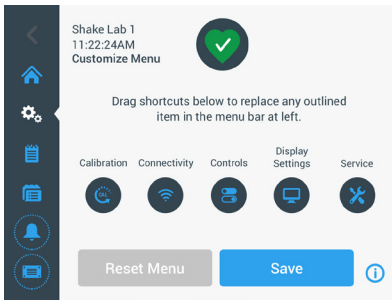 Shake Lab 1
11:22:24AM
Customize Menu
Drag shortcuts below to replace any outlined
item in the menu bar at left.
Calibration
Connectivity
Controls
Display
Settings
Service
CAL
Reset Menu
Save